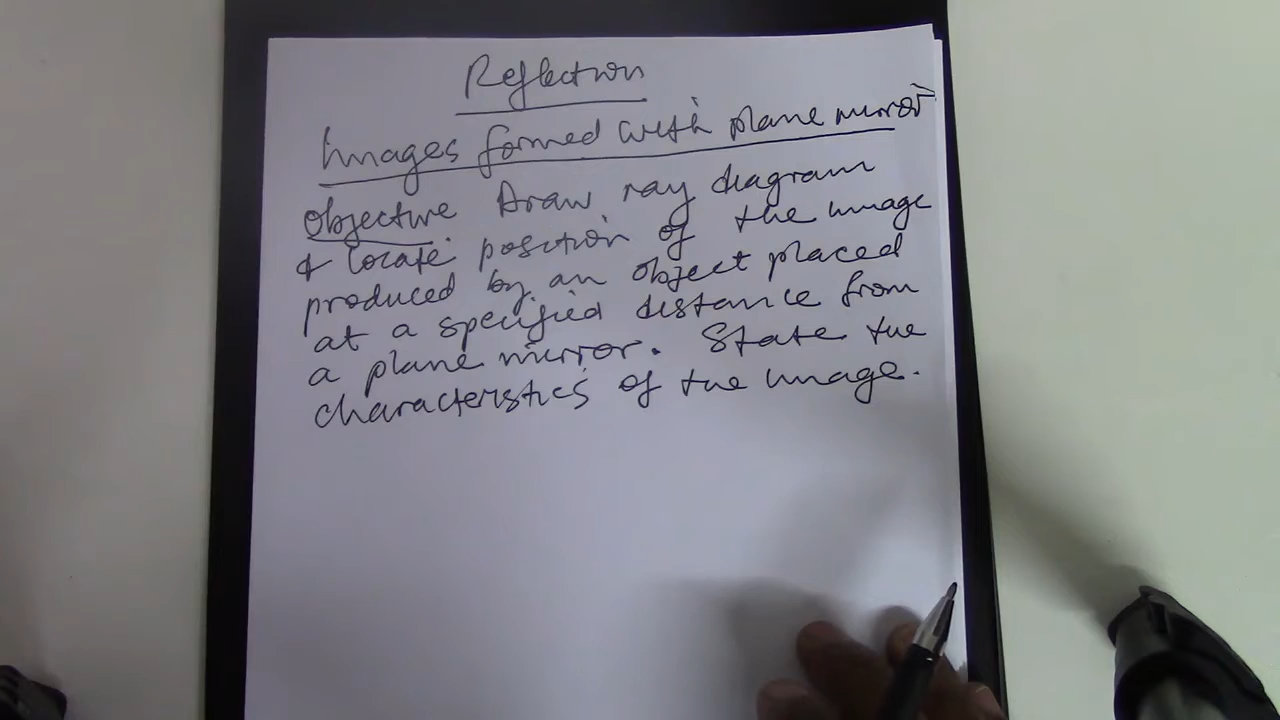 Reflection
Images formed with plane mirror
Objective Draw ray diagram
& locate position of the image
produced by an object placed
at a specified distance from
a plane mirror. State the
characteristics of the image.